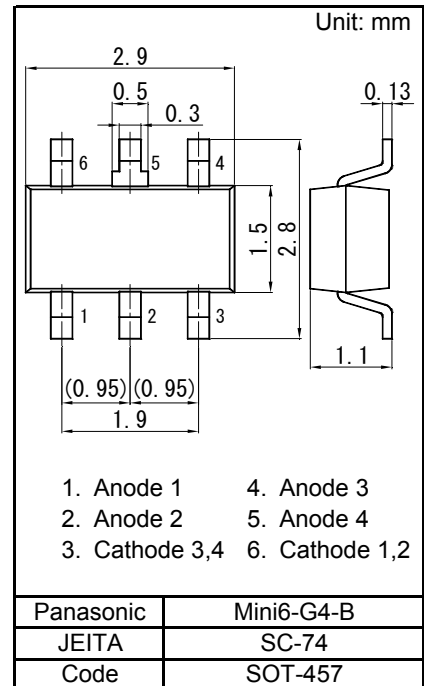 Unit: mm
2.9
0.5
0.3
0.13
6
5
4
1.5
2.8
1
2
3
1.1
(0.95) (0.95)
1.9
1. Anode 1 4. Anode 3
2. Anode 2 5. Anode 4
3. Cathode 3,4 6. Cathode 1,2
Panasonic Mini6-G4-B
JEITA SC-74
Code SOT-457